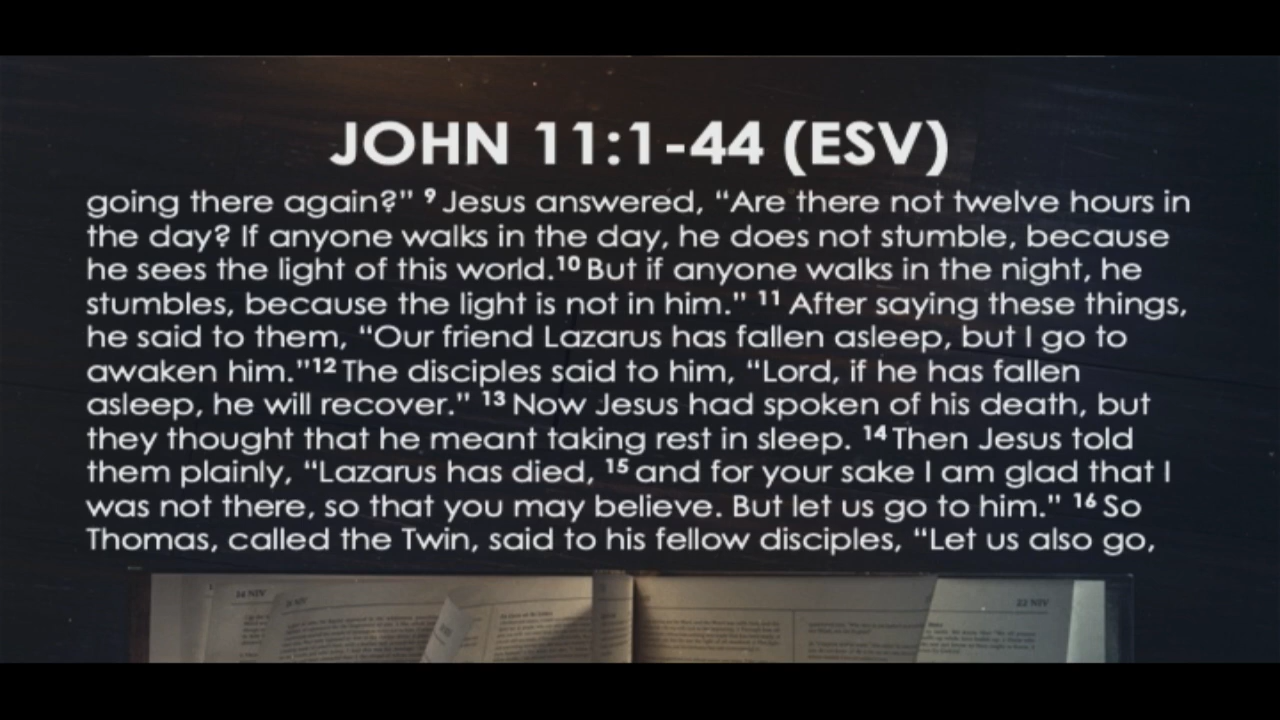 JOHN 11:1-44 (ESV)
going there again?” ⁹ Jesus answered, “Are there not twelve hours in
the day? If anyone walks in the day, he does not stumble, because
he sees the light of this world.¹⁰ But if anyone walks in the night, he
stumbles, because the light is not in him.” ¹¹ After saying these things,
he said to them, “Our friend Lazarus has fallen asleep, but I go to
awaken him.”¹² The disciples said to him, “Lord, if he has fallen
asleep, he will recover.” ¹³ Now Jesus had spoken of his death, but
they thought that he meant taking rest in sleep. ¹⁴ Then Jesus told
them plainly, “Lazarus has died, ¹⁵ and for your sake I am glad that I
was not there, so that you may believe. But let us go to him.” ¹⁶ So
Thomas, called the Twin, said to his fellow disciples, “Let us also go,